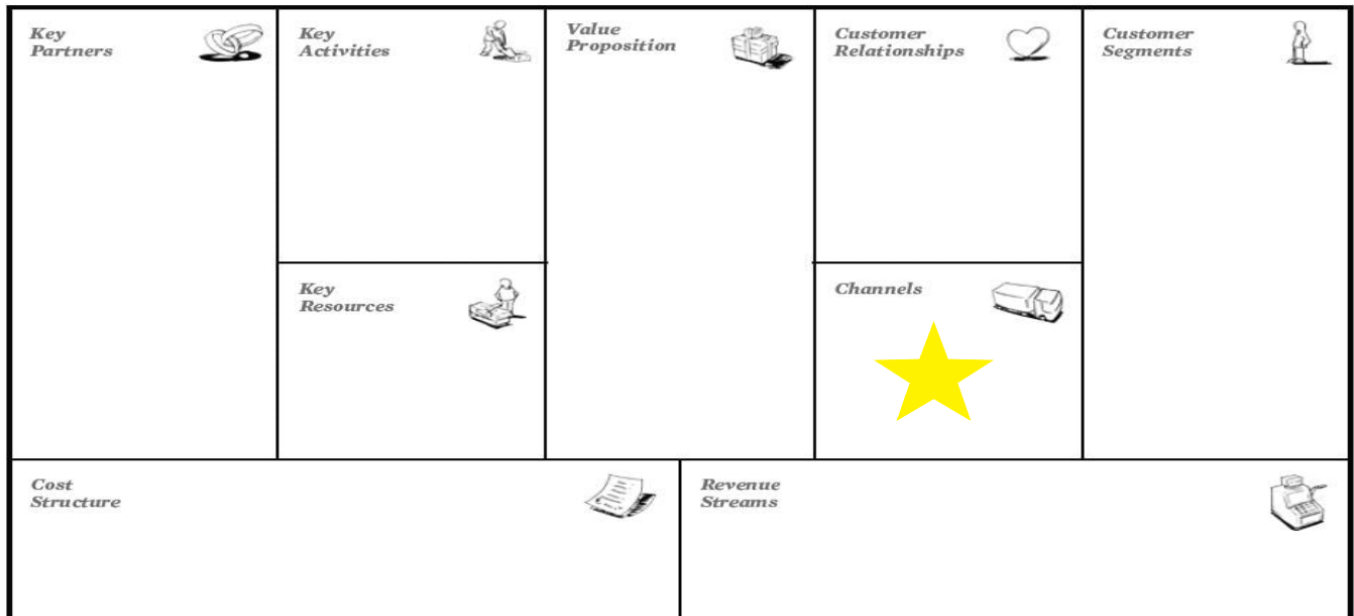 Key
Partners
Key
Activities
Value
Proposition
Customer
Relationships
Customer
Segments
Key
Resources
Channels
Cost
Structure
Revenue
Streams